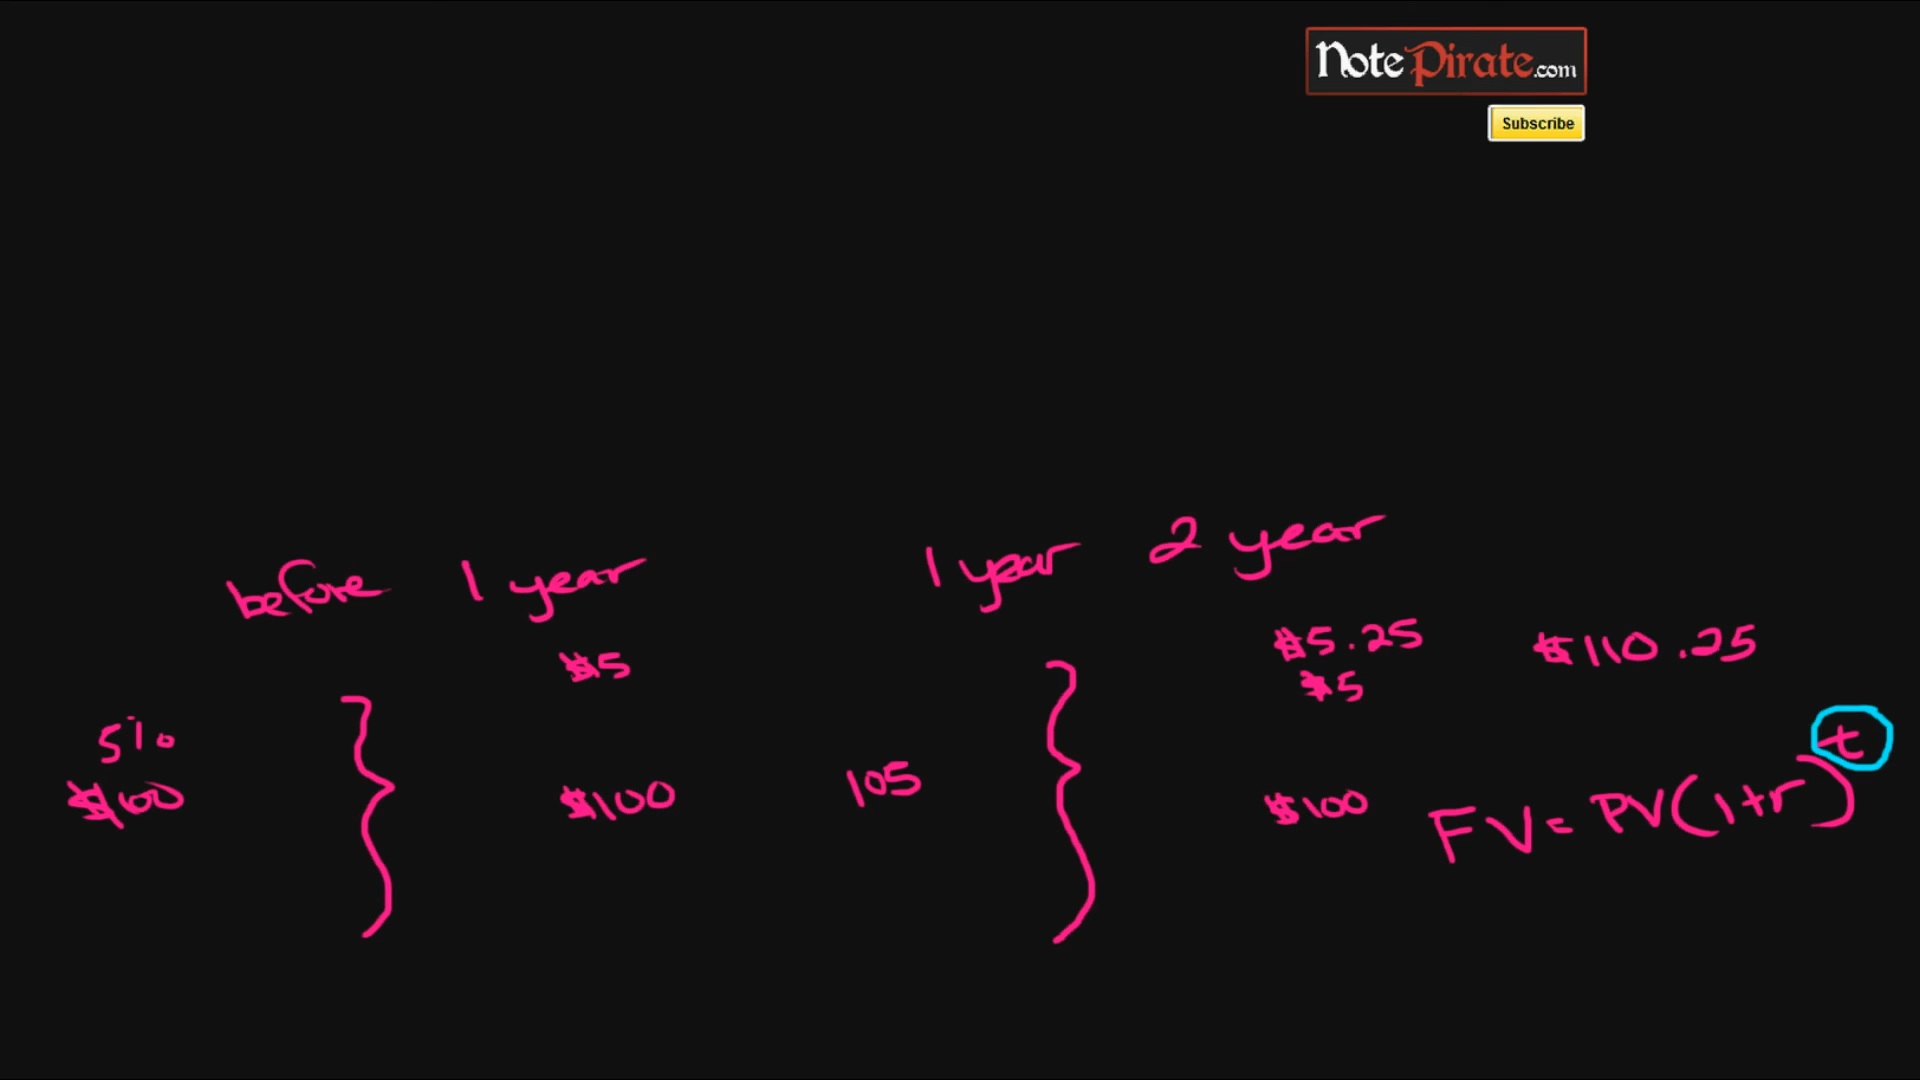 NotePirate.com
Subscribe
before 1 year 1 year 2 year
$5 $5.25 $110.25
$5
5%
$100 $100 105 $100 FV = PV(1+r)^t